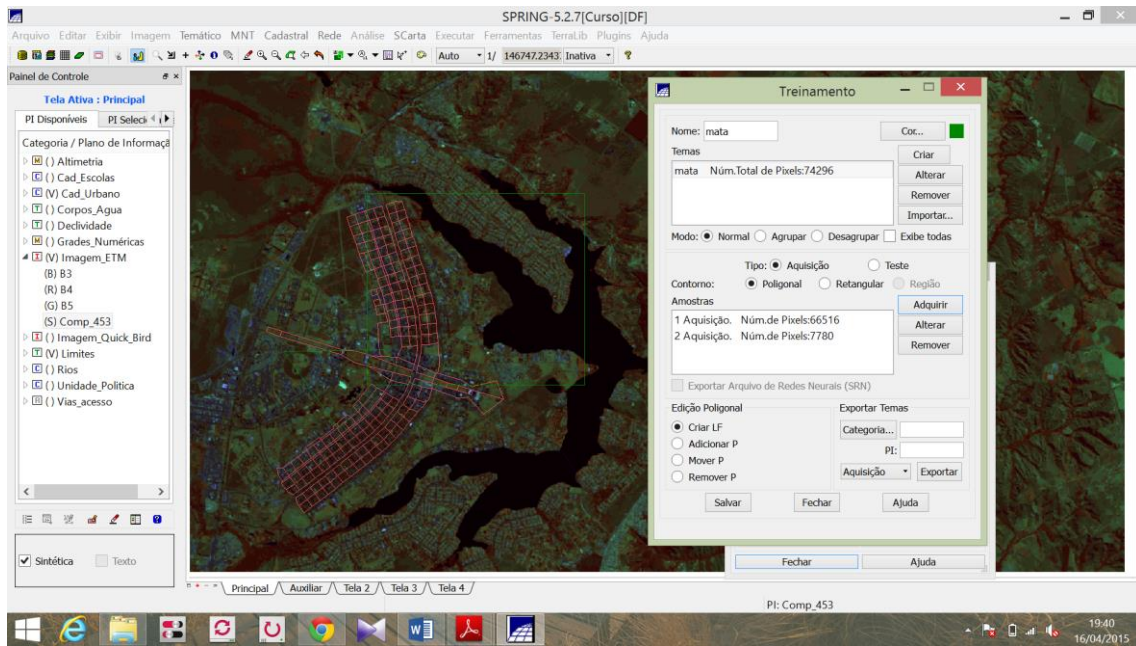 SPRING-5.2.7[Curso][DF]
Arquivo Editar Exibir Imagem Temático MNT Cadastral Rede Análise SCarta Executar Ferramentas TerraLib Plugins Ajuda
Auto 1/ 146747.2343 Inativa
Painel de Controle
Tela Ativa : Principal
PI Disponíveis PI Seleci
Categoria / Plano de Informaçã
M ( ) Altimetria
C ( ) Cad_Escolas
C (V) Cad_Urbano
T ( ) Corpos_Agua
T ( ) Declividade
M ( ) Grades_Numéricas
I (V) Imagem_ETM
(B) B3
(R) B4
(G) B5
(S) Comp_453
I ( ) Imagem_Quick_Bird
T (V) Limites
C ( ) Rios
C ( ) Unidade_Politica
( ) Vias_acesso
Sintética Texto
Treinamento
Nome: mata Cor...
Temas Criar
mata Núm.Total de Pixels:74296 Alterar
Remover
Importar...
Modo: Normal Agrupar Desagrupar Exibe todas
Tipo: Aquisição Teste
Contorno: Poligonal Retangular Região
Amostras Adquirir
1 Aquisição. Núm.de Pixels:66516 Alterar
2 Aquisição. Núm.de Pixels:7780 Remover
Exportar Arquivo de Redes Neurais (SRN)
Edição Poligonal Exportar Temas
Criar LF Categoria...
Adicionar P PI:
Mover P
Remover P Aquisição Exportar
Salvar Fechar Ajuda
Fechar Ajuda
Principal Auxiliar Tela 2 Tela 3 Tela 4
PI: Comp_453
19:40
16/04/2015